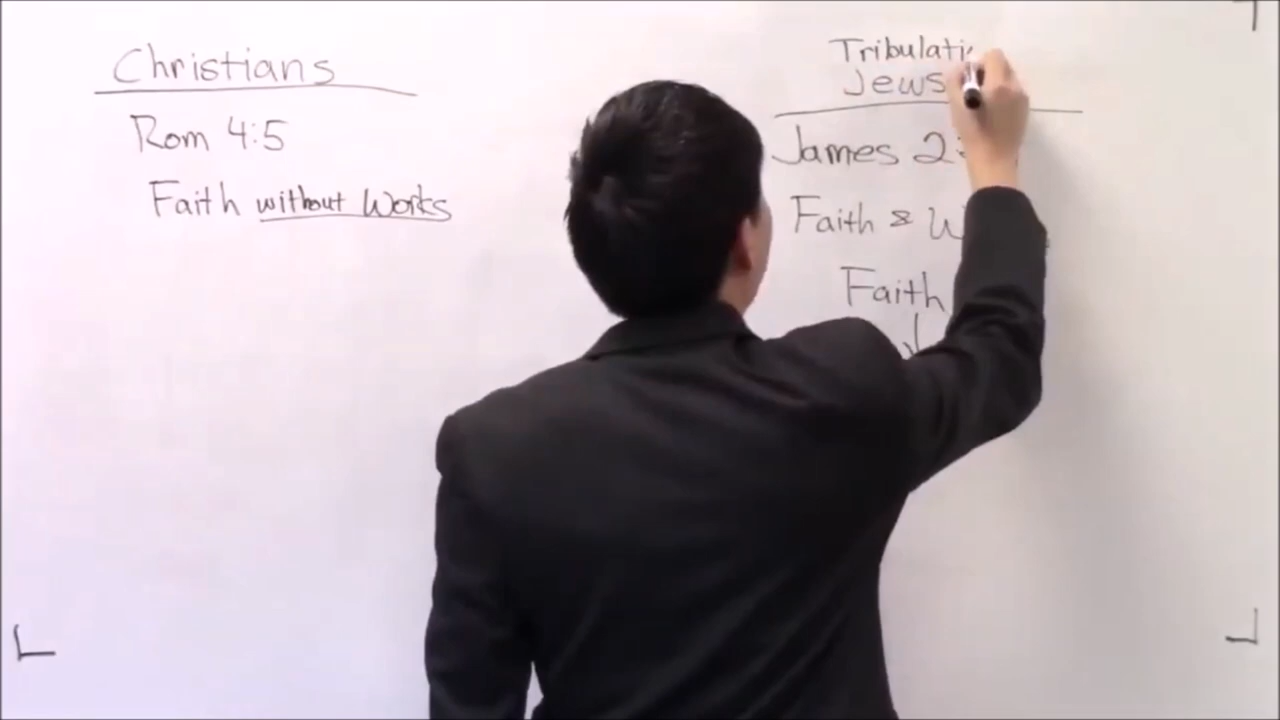 Christians
Rom 4:5
Faith without Works
Tribulati
Jews
James 2:
Faith & W
Faith